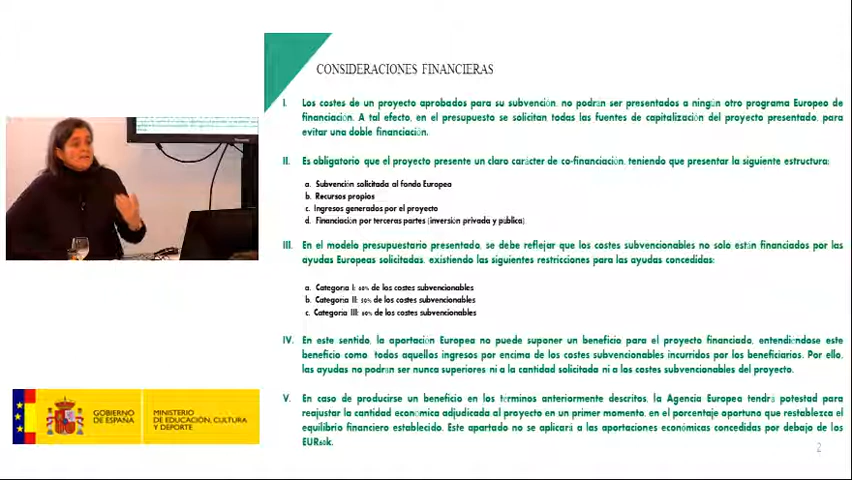 CONSIDERACIONES FINANCIERAS
I. Los costes de un proyecto aprobados para su subvención, no podrán ser presentados a ningún otro programa Europeo de
financiación. A tal efecto, en el presupuesto se solicitan todas las fuentes de capitalización del proyecto presentado, para
evitar una doble financiación.
II. Es obligatorio que el proyecto presente un claro carácter de co-financiación, teniendo que presentar la siguiente estructura:
a. Subvención solicitada al fondo Europea
b. Recursos propios
c. Ingresos generados por el proyecto
d. Financiación por terceras partes (inversión privada y pública).
III. En el modelo presupuestario presentado, se debe reflejar que los costes subvencionables no solo están financiados por las
ayudas Europeas solicitadas, existiendo las siguientes restricciones para las ayudas concedidas:
a. Categoría I: 60% de los costes subvencionables
b. Categoría II: 50% de los costes subvencionables
c. Categoría III: 60% de los costes subvencionables
IV. En este sentido, la aportación Europea no puede suponer un beneficio para el proyecto financiado, entendiéndose este
beneficio como todos aquellos ingresos por encima de los costes subvencionables incurridos por los beneficiarios. Por ello,
las ayudas no podrán ser nunca superiores ni a la cantidad solicitada ni a los costes subvencionables del proyecto.
V. En caso de producirse un beneficio en los términos anteriormente descritos, la Agencia Europea tendrá potestad para
reajustar la cantidad económica adjudicada al proyecto en un primer momento, en el porcentaje oportuno que restablezca el
equilibrio financiero establecido. Este apartado no se aplicará a las aportaciones económicas concedidas por debajo de los
EUR60k.
2
GOBIERNO
DE ESPAÑA
MINISTERIO
DE EDUCACIÓN, CULTURA
Y DEPORTE